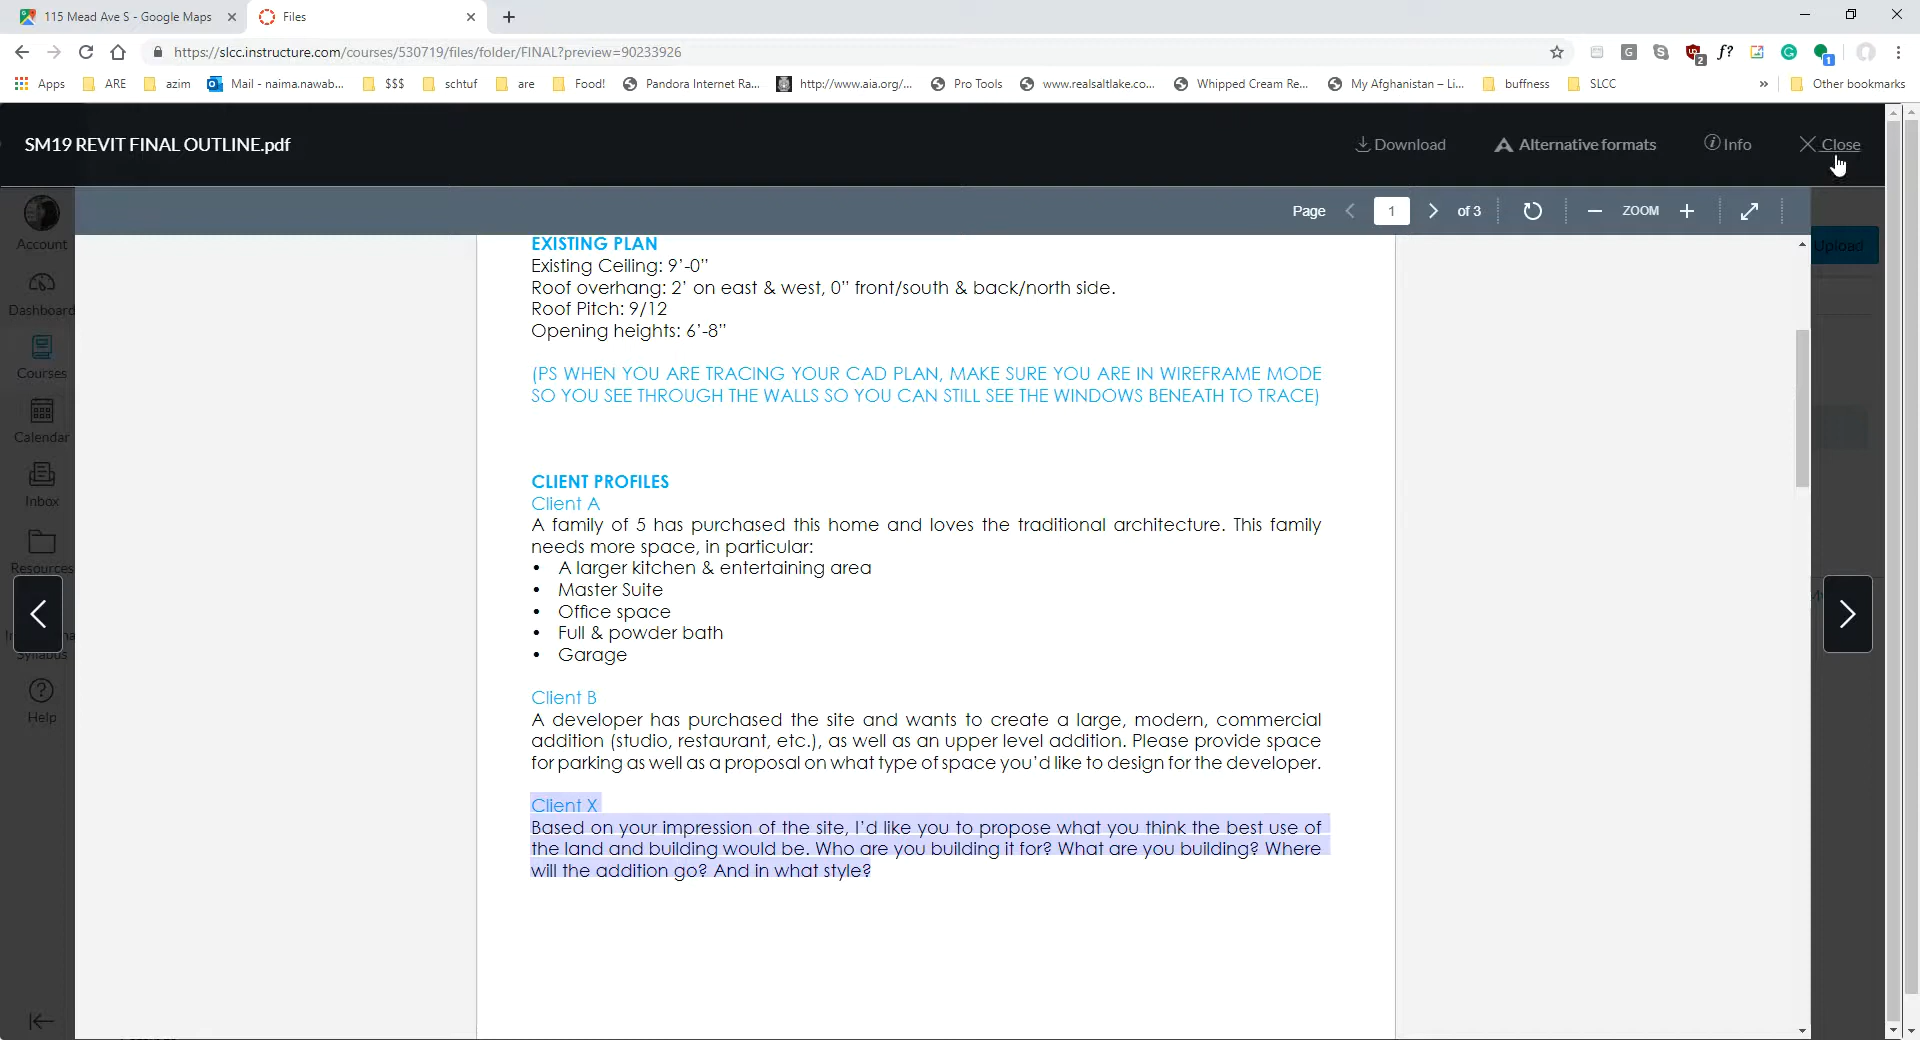 115 Mead Ave S - Google Maps
Files
https://slcc.instructure.com/courses/530719/files/folder/FINAL?preview=90233926
G
2
f?
1
Apps
ARE
azim
Mail - naima.nawab...
$$$
schtuf
are
Food!
Pandora Internet Ra...
http://www.aia.org/...
Pro Tools
www.realsaltlake.co...
Whipped Cream Re...
My Afghanistan – Li...
buffness
SLCC
»
Other bookmarks
SM19 REVIT FINAL OUTLINE.pdf
Download
Alternative formats
Info
Close
Page
1
of 3
ZOOM
Upload
Account
Dashboard
Courses
Calendar
Inbox
Resources
Syllabus
Help
EXISTING PLAN
Existing Ceiling: 9’-0”
Roof overhang: 2’ on east & west, 0” front/south & back/north side.
Roof Pitch: 9/12
Opening heights: 6’-8”
(PS WHEN YOU ARE TRACING YOUR CAD PLAN, MAKE SURE YOU ARE IN WIREFRAME MODE
SO YOU SEE THROUGH THE WALLS SO YOU CAN STILL SEE THE WINDOWS BENEATH TO TRACE)
CLIENT PROFILES
Client A
A family of 5 has purchased this home and loves the traditional architecture. This family
needs more space, in particular:
• A larger kitchen & entertaining area
• Master Suite
• Office space
• Full & powder bath
• Garage
Client B
A developer has purchased the site and wants to create a large, modern, commercial
addition (studio, restaurant, etc.), as well as an upper level addition. Please provide space
for parking as well as a proposal on what type of space you’d like to design for the developer.
Client X
Based on your impression of the site, I’d like you to propose what you think the best use of
the land and building would be. Who are you building it for? What are you building? Where
will the addition go? And in what style?